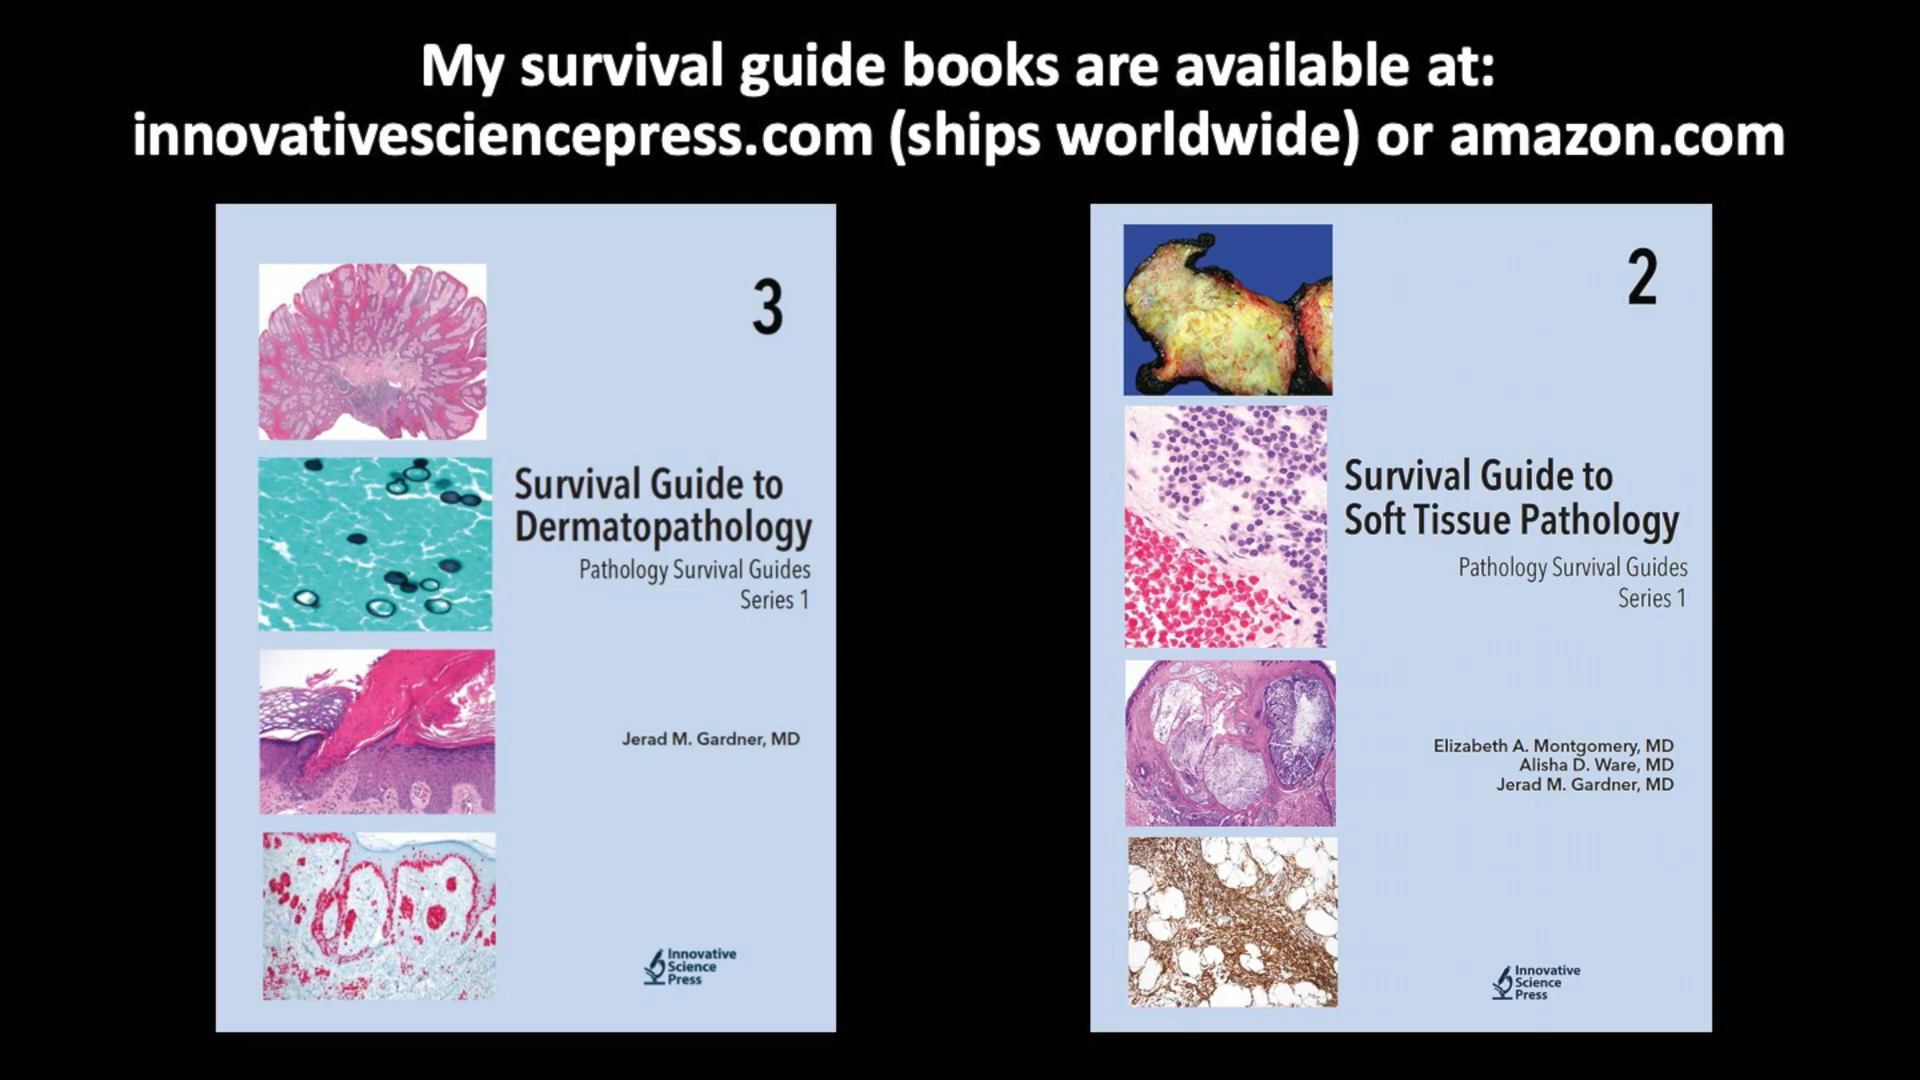 My survival guide books are available at:
innovativesciencepress.com (ships worldwide) or amazon.com
3
Survival Guide to
Dermatopathology
Pathology Survival Guides
Series 1
Jerad M. Gardner, MD
Innovative
Science
Press
2
Survival Guide to
Soft Tissue Pathology
Pathology Survival Guides
Series 1
Elizabeth A. Montgomery, MD
Alisha D. Ware, MD
Jerad M. Gardner, MD
Innovative
Science
Press